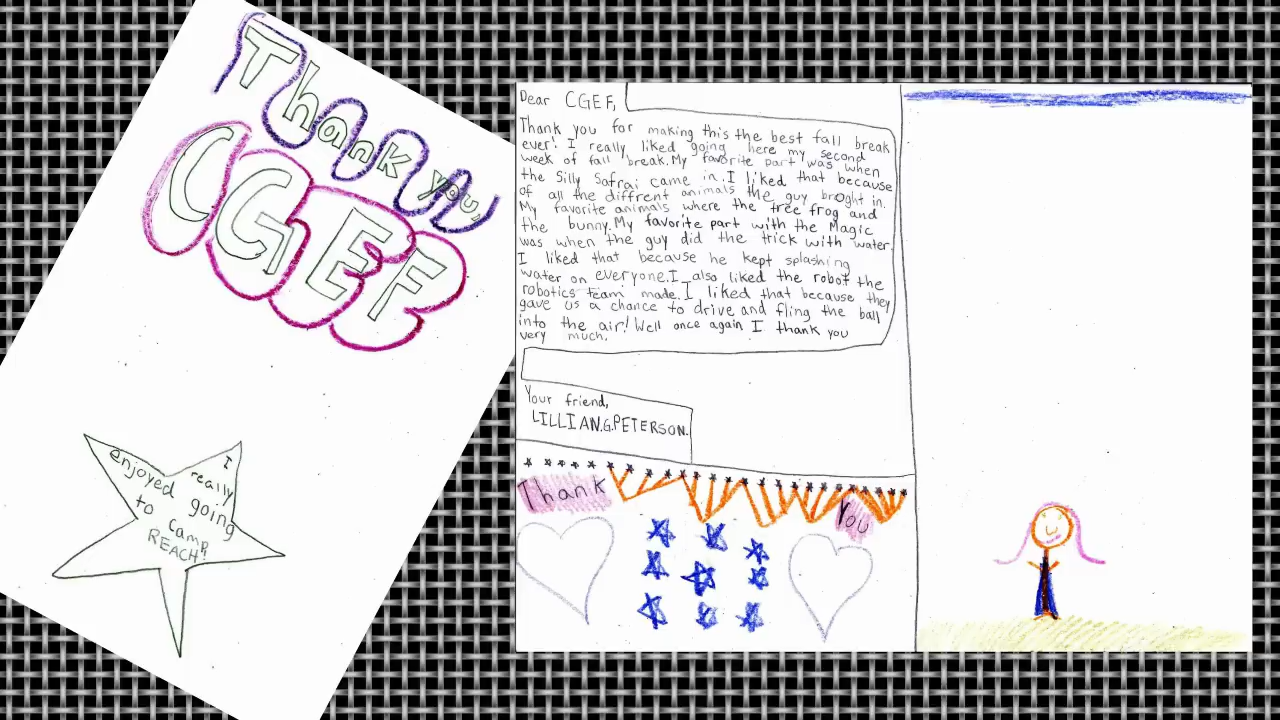 Thank you,
CGEF
I
really
enjoyed going
to camp
REACH
Dear CGEF,
Thank you for making this the best fall break
ever! I really liked going here my second
week of fall break. My favorite part was when
the Silly Safrai came in. I liked that because
of all the diffrent animals the guy brought in.
My favorite animals where the tree frog and
the bunny. My favorite part with the Magic
was when the guy did the trick with water
I liked that because he kept splashing
water on everyone. I also liked the robot the
robotics team made. I liked that because they
gave us a chance to drive and fling the ball
into the air! Well once again I thank you
very much.
Your friend,
LILLIAN.G.PETERSON.
Thank
You